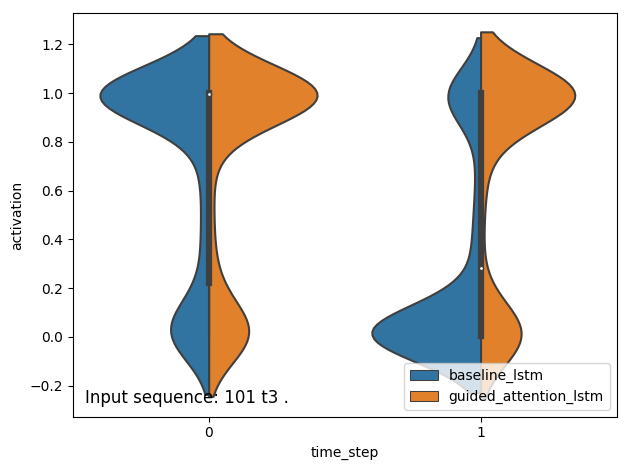 1.2
1.0
0.8
0.6
0.4
0.2
0.0
−0.2
activation
Input sequence: 101 t3 .
baseline_lstm
guided_attention_lstm
0
1
time_step